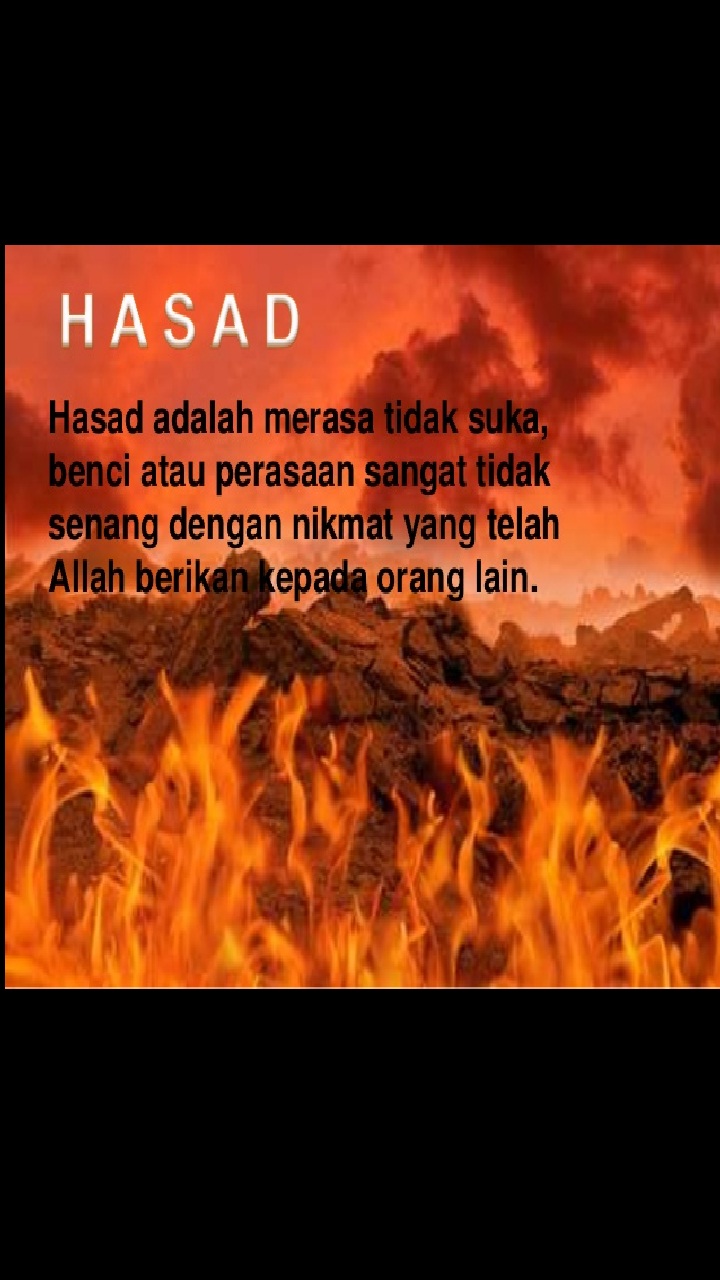 HASAD
Hasad adalah merasa tidak suka,
benci atau perasaan sangat tidak
senang dengan nikmat yang telah
Allah berikan kepada orang lain.